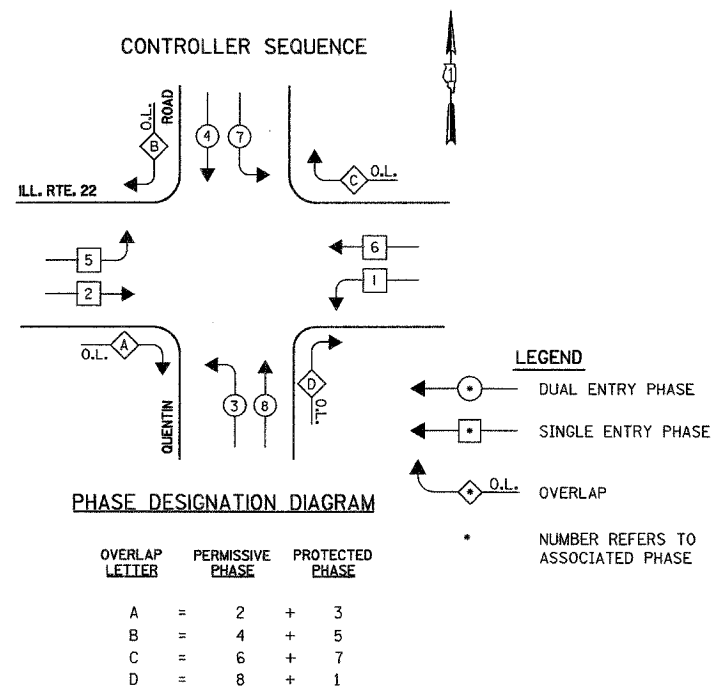 CONTROLLER SEQUENCE
1
O.L.
ROAD
B
4
7
C
O.L.
ILL. RTE. 22
5
6
2
1
O.L.
A
D
O.L.
3
8
QUENTIN
LEGEND
* DUAL ENTRY PHASE
* SINGLE ENTRY PHASE
* O.L. OVERLAP
* NUMBER REFERS TO
ASSOCIATED PHASE
PHASE DESIGNATION DIAGRAM
OVERLAP PERMISSIVE PROTECTED
LETTER PHASE PHASE
A = 2 + 3
B = 4 + 5
C = 6 + 7
D = 8 + 1